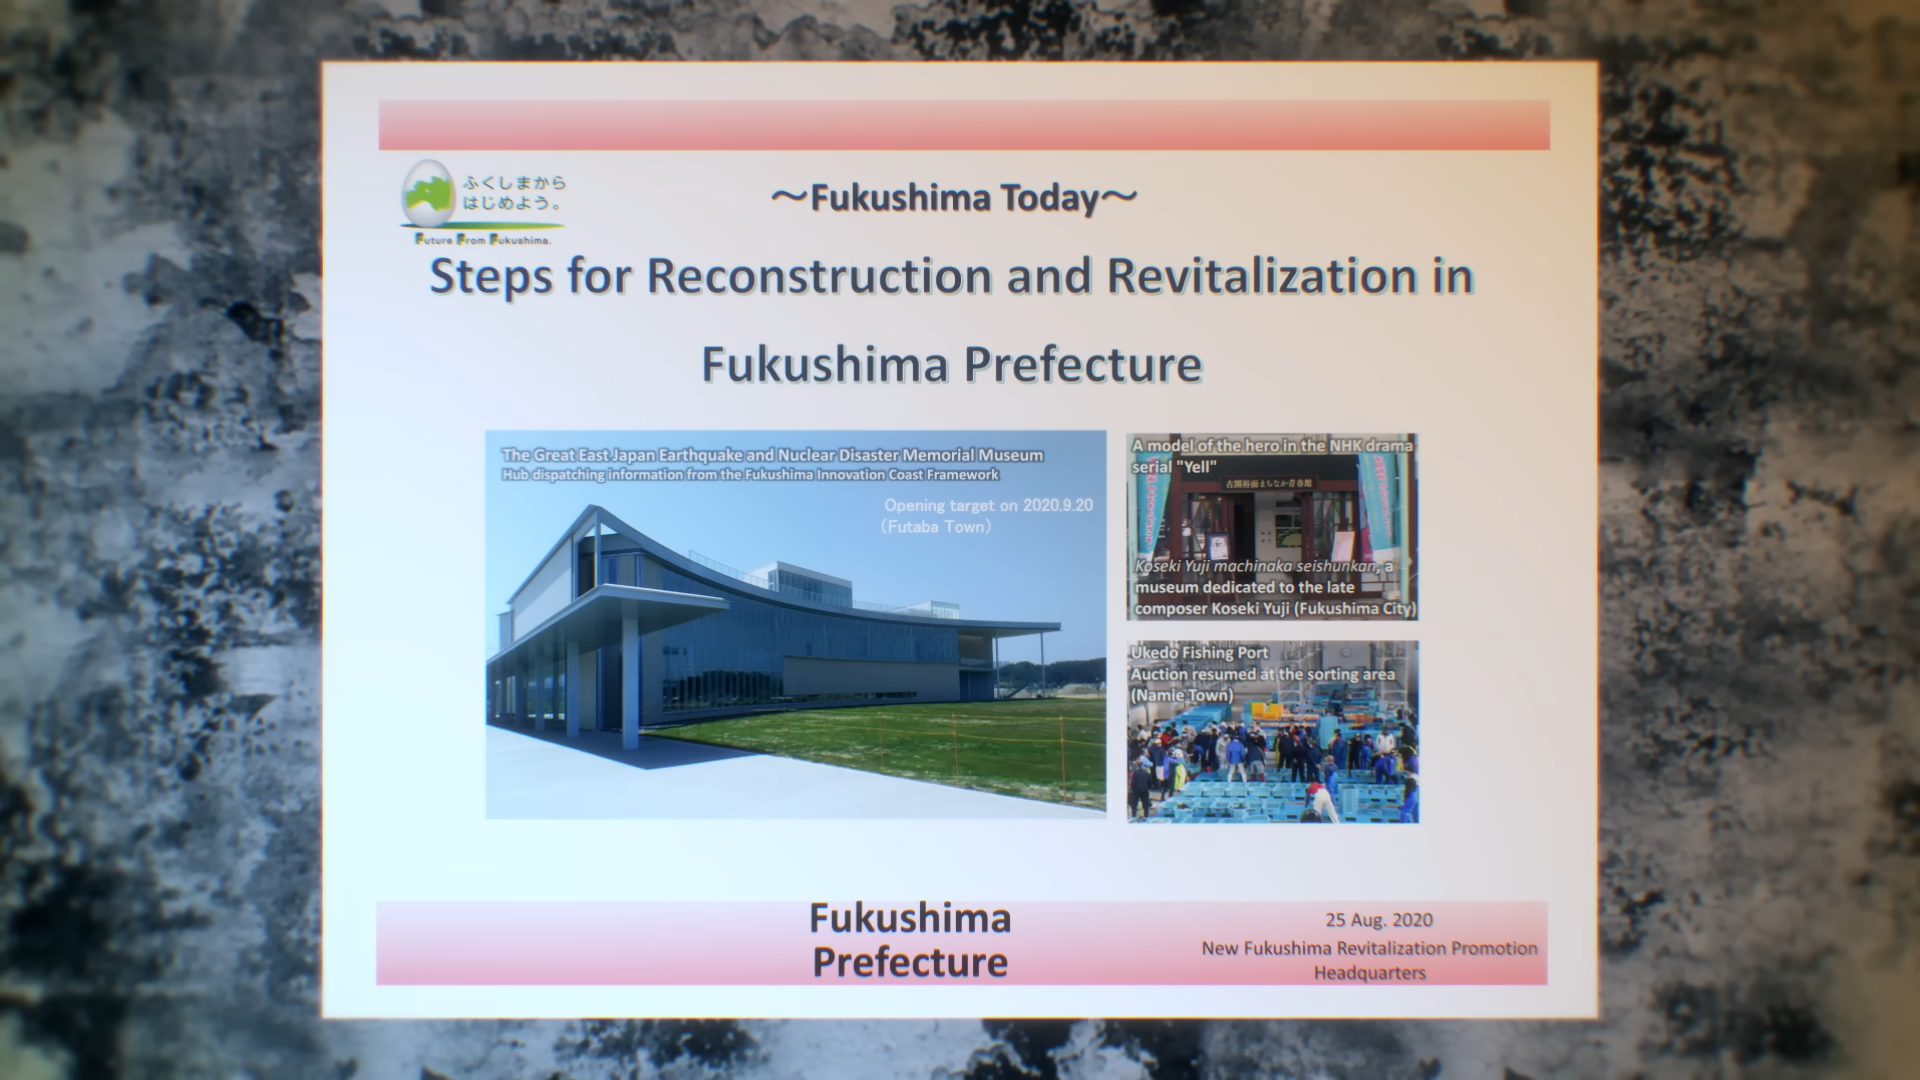 ふくしまから
はじめよう。
Future From Fukushima.
～Fukushima Today～
Steps for Reconstruction and Revitalization in
Fukushima Prefecture
The Great East Japan Earthquake and Nuclear Disaster Memorial Museum
Hub dispatching information from the Fukushima Innovation Coast Framework
Opening target on 2020.9.20
（Futaba Town）
A model of the hero in the NHK drama
serial "Yell"
古関裕而まちなか青春館
Koseki Yuji machinaka seishunkan, a
museum dedicated to the late
composer Koseki Yuji (Fukushima City)
Ukedo Fishing Port
Auction resumed at the sorting area
(Namie Town)
Fukushima
Prefecture
25 Aug. 2020
New Fukushima Revitalization Promotion
Headquarters